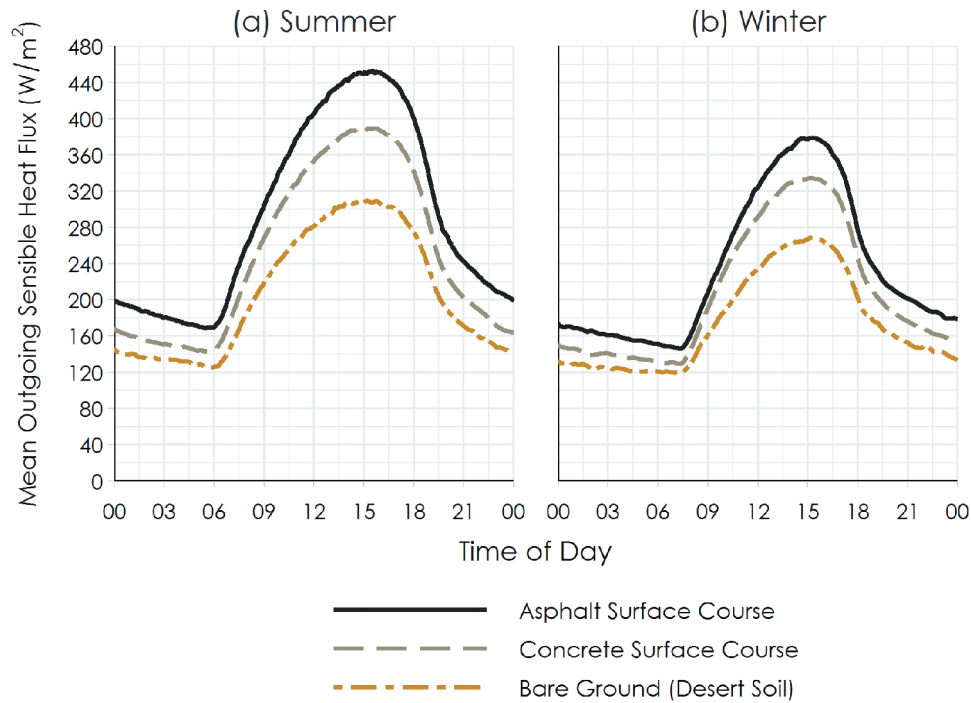 (a) Summer
(b) Winter
Mean Outgoing Sensible Heat Flux (W/m²)
480
440
400
360
320
280
240
200
160
120
80
40
0
00 03 06 09 12 15 18 21 00
00 03 06 09 12 15 18 21 00
Time of Day
Asphalt Surface Course
Concrete Surface Course
Bare Ground (Desert Soil)